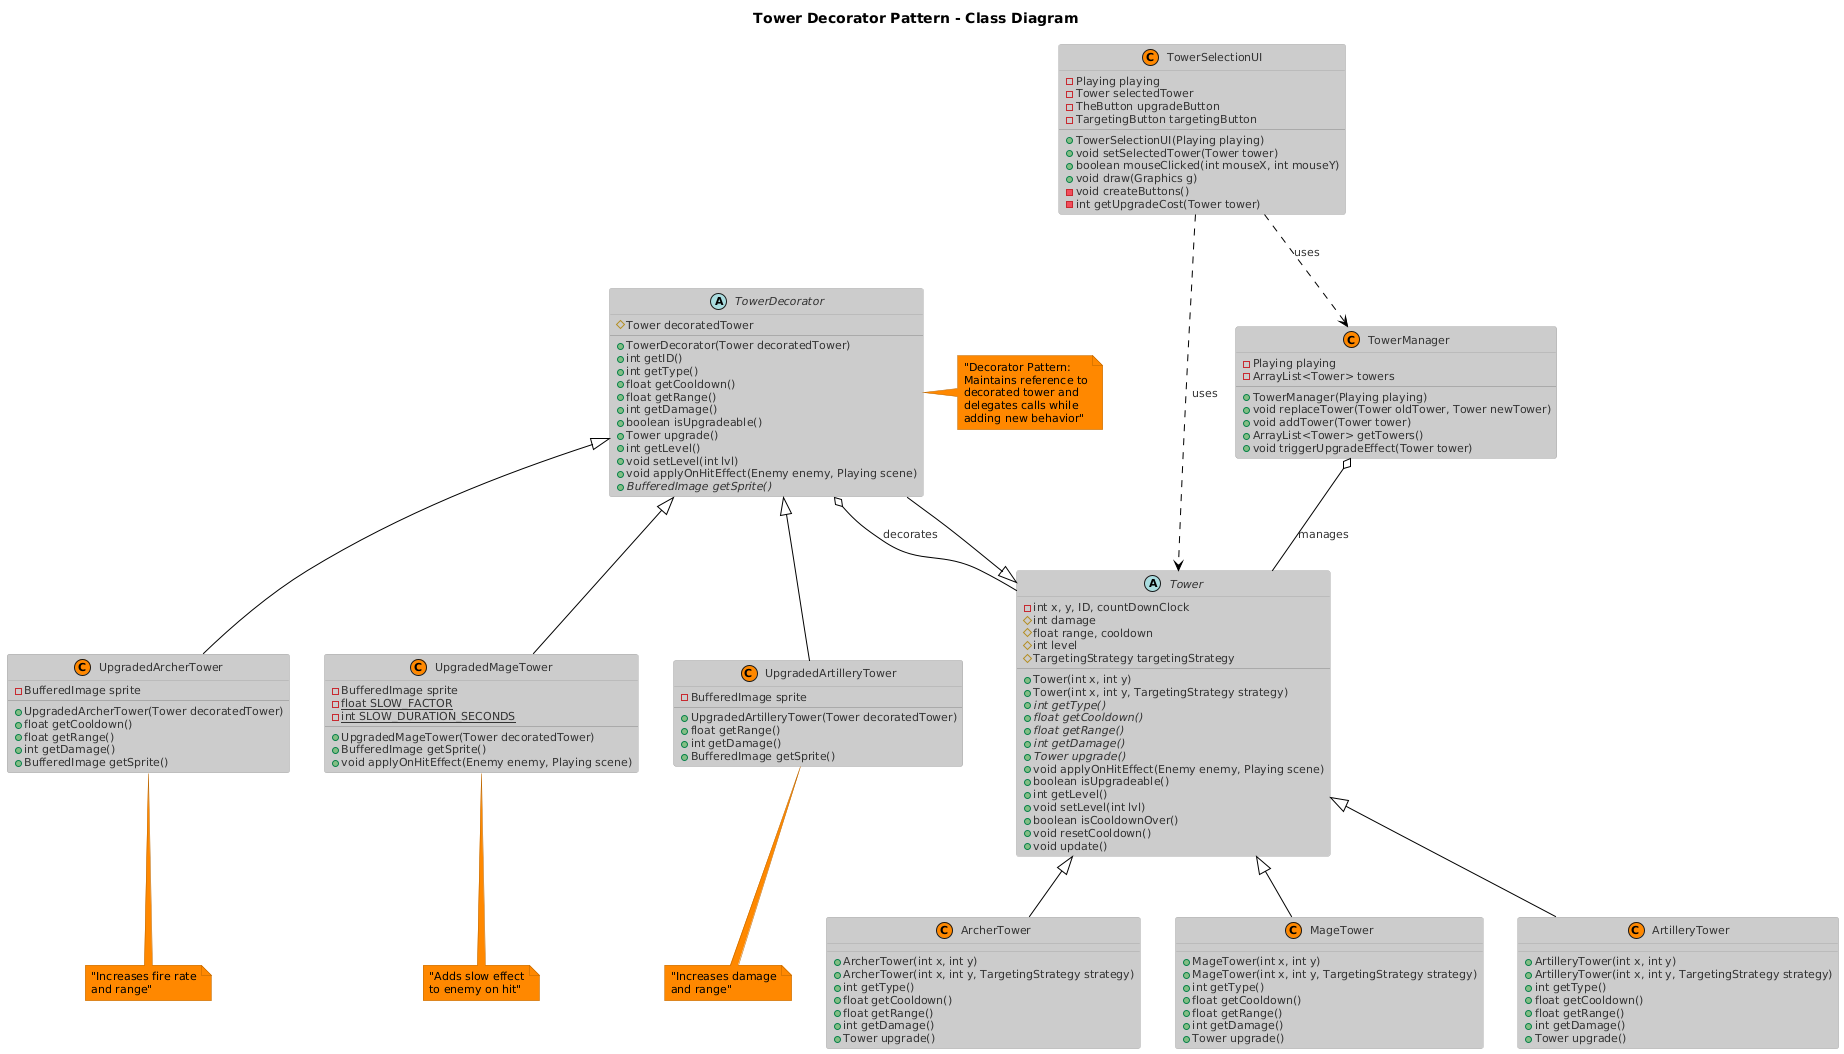 Tower Decorator Pattern - Class Diagram
C TowerSelectionUI
Playing playing
Tower selectedTower
TheButton upgradeButton
TargetingButton targetingButton
TowerSelectionUI(Playing playing)
void setSelectedTower(Tower tower)
boolean mouseClicked(int mouseX, int mouseY)
void draw(Graphics g)
void createButtons()
int getUpgradeCost(Tower tower)
uses
uses
A TowerDecorator
Tower decoratedTower
TowerDecorator(Tower decoratedTower)
int getID()
int getType()
float getCooldown()
float getRange()
int getDamage()
boolean isUpgradeable()
Tower upgrade()
int getLevel()
void setLevel(int lvl)
void applyOnHitEffect(Enemy enemy, Playing scene)
BufferedImage getSprite()
"Decorator Pattern:
Maintains reference to
decorated tower and
delegates calls while
adding new behavior"
C TowerManager
Playing playing
ArrayList<Tower> towers
TowerManager(Playing playing)
void replaceTower(Tower oldTower, Tower newTower)
void addTower(Tower tower)
ArrayList<Tower> getTowers()
void triggerUpgradeEffect(Tower tower)
decorates
manages
C UpgradedArcherTower
BufferedImage sprite
UpgradedArcherTower(Tower decoratedTower)
float getCooldown()
float getRange()
int getDamage()
BufferedImage getSprite()
C UpgradedMageTower
BufferedImage sprite
float SLOW_FACTOR
int SLOW_DURATION_SECONDS
UpgradedMageTower(Tower decoratedTower)
BufferedImage getSprite()
void applyOnHitEffect(Enemy enemy, Playing scene)
C UpgradedArtilleryTower
BufferedImage sprite
UpgradedArtilleryTower(Tower decoratedTower)
float getRange()
int getDamage()
BufferedImage getSprite()
A Tower
int x, y, ID, countDownClock
int damage
float range, cooldown
int level
TargetingStrategy targetingStrategy
Tower(int x, int y)
Tower(int x, int y, TargetingStrategy strategy)
int getType()
float getCooldown()
float getRange()
int getDamage()
Tower upgrade()
void applyOnHitEffect(Enemy enemy, Playing scene)
boolean isUpgradeable()
int getLevel()
void setLevel(int lvl)
boolean isCooldownOver()
void resetCooldown()
void update()
"Increases fire rate
and range"
"Adds slow effect
to enemy on hit"
"Increases damage
and range"
C ArcherTower
ArcherTower(int x, int y)
ArcherTower(int x, int y, TargetingStrategy strategy)
int getType()
float getCooldown()
float getRange()
int getDamage()
Tower upgrade()
C MageTower
MageTower(int x, int y)
MageTower(int x, int y, TargetingStrategy strategy)
int getType()
float getCooldown()
float getRange()
int getDamage()
Tower upgrade()
C ArtilleryTower
ArtilleryTower(int x, int y)
ArtilleryTower(int x, int y, TargetingStrategy strategy)
int getType()
float getCooldown()
float getRange()
int getDamage()
Tower upgrade()